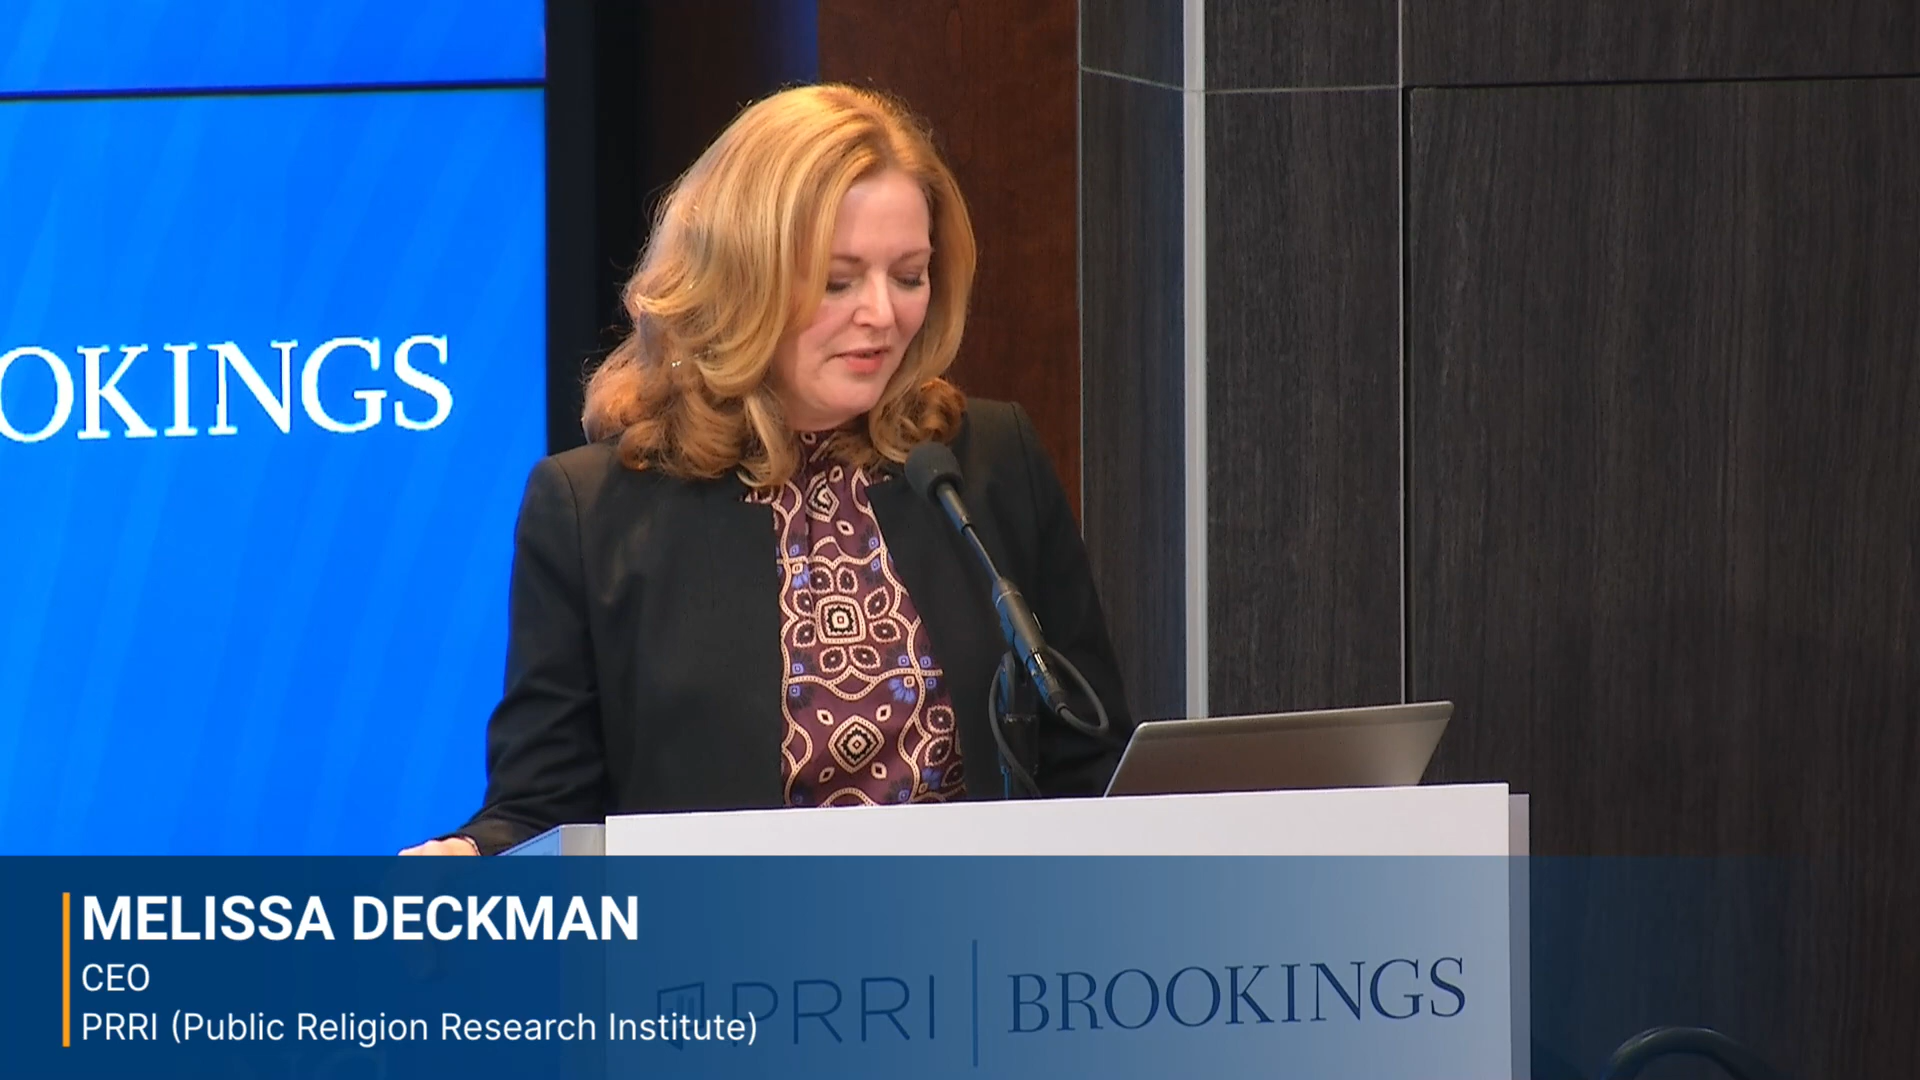 OKINGS
MELISSA DECKMAN
CEO
PRRI (Public Religion Research Institute)
PRRI | BROOKINGS